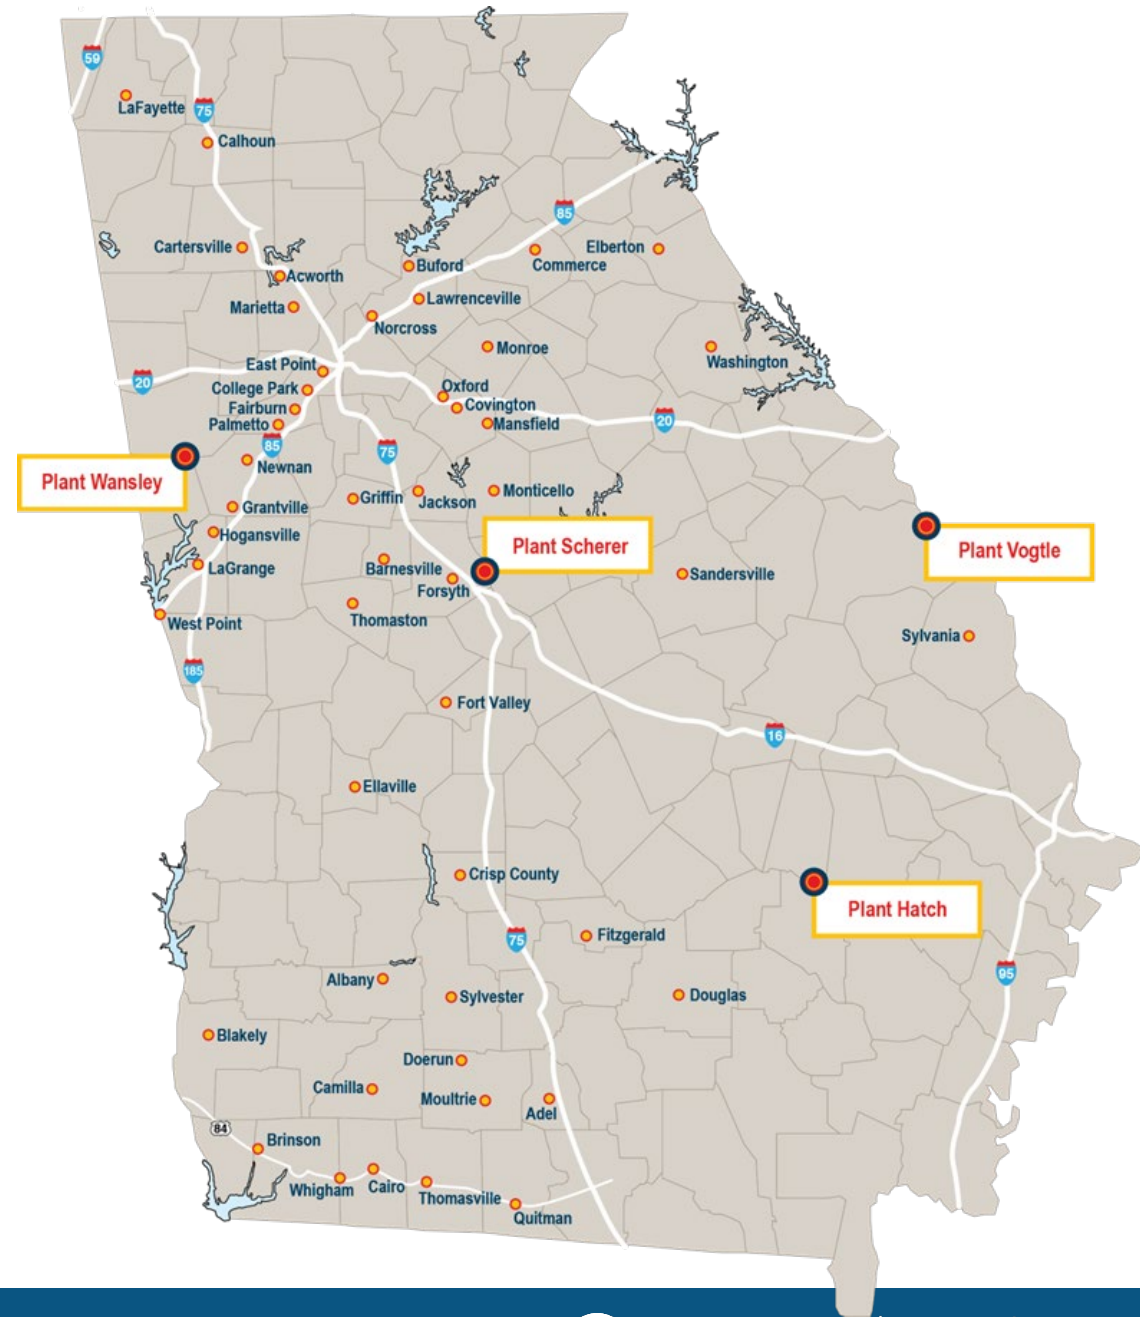 59
LaFayette
75
Calhoun
85
Cartersville
Elberton
Commerce
Buford
Acworth
Lawrenceville
Marietta
Norcross
Monroe
Washington
East Point
20
College Park
Oxford
Covington
Fairburn
20
Mansfield
Palmetto
85
75
Newnan
Plant Wansley
Griffin
Jackson
Monticello
Grantville
Hogansville
Plant Scherer
Plant Vogtle
LaGrange
Barnesville
Sandersville
Forsyth
Thomaston
West Point
Sylvania
185
Fort Valley
16
Ellaville
Crisp County
Plant Hatch
75
Fitzgerald
95
Albany
Sylvester
Douglas
Blakely
Doerun
Camilla
Moultrie
Adel
84
Brinson
Whigham
Cairo
Thomasville
Quitman